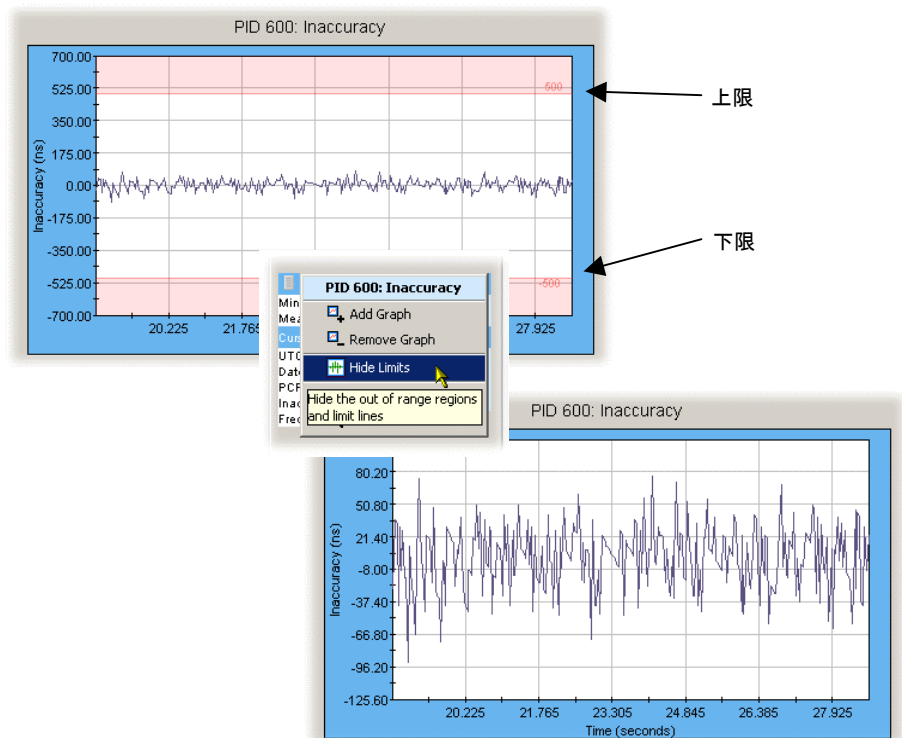 PID 600: Inaccuracy
700.00
525.00
350.00
175.00
0.00
-175.00
-350.00
-525.00
-700.00
Inaccuracy (ns)
500
-500
20.225 21.765 27.925
上限
下限
PID 600: Inaccuracy
Add Graph
Remove Graph
Hide Limits
Hide the out of range regions
and limit lines
Min
Mea
Curs
UTC
Date
PCR
Inac
Freq
PID 600: Inaccuracy
80.20
50.80
21.40
-8.00
-37.40
-66.80
-96.20
-125.60
Inaccuracy (ns)
20.225 21.765 23.305 24.845 26.385 27.925
Time (seconds)